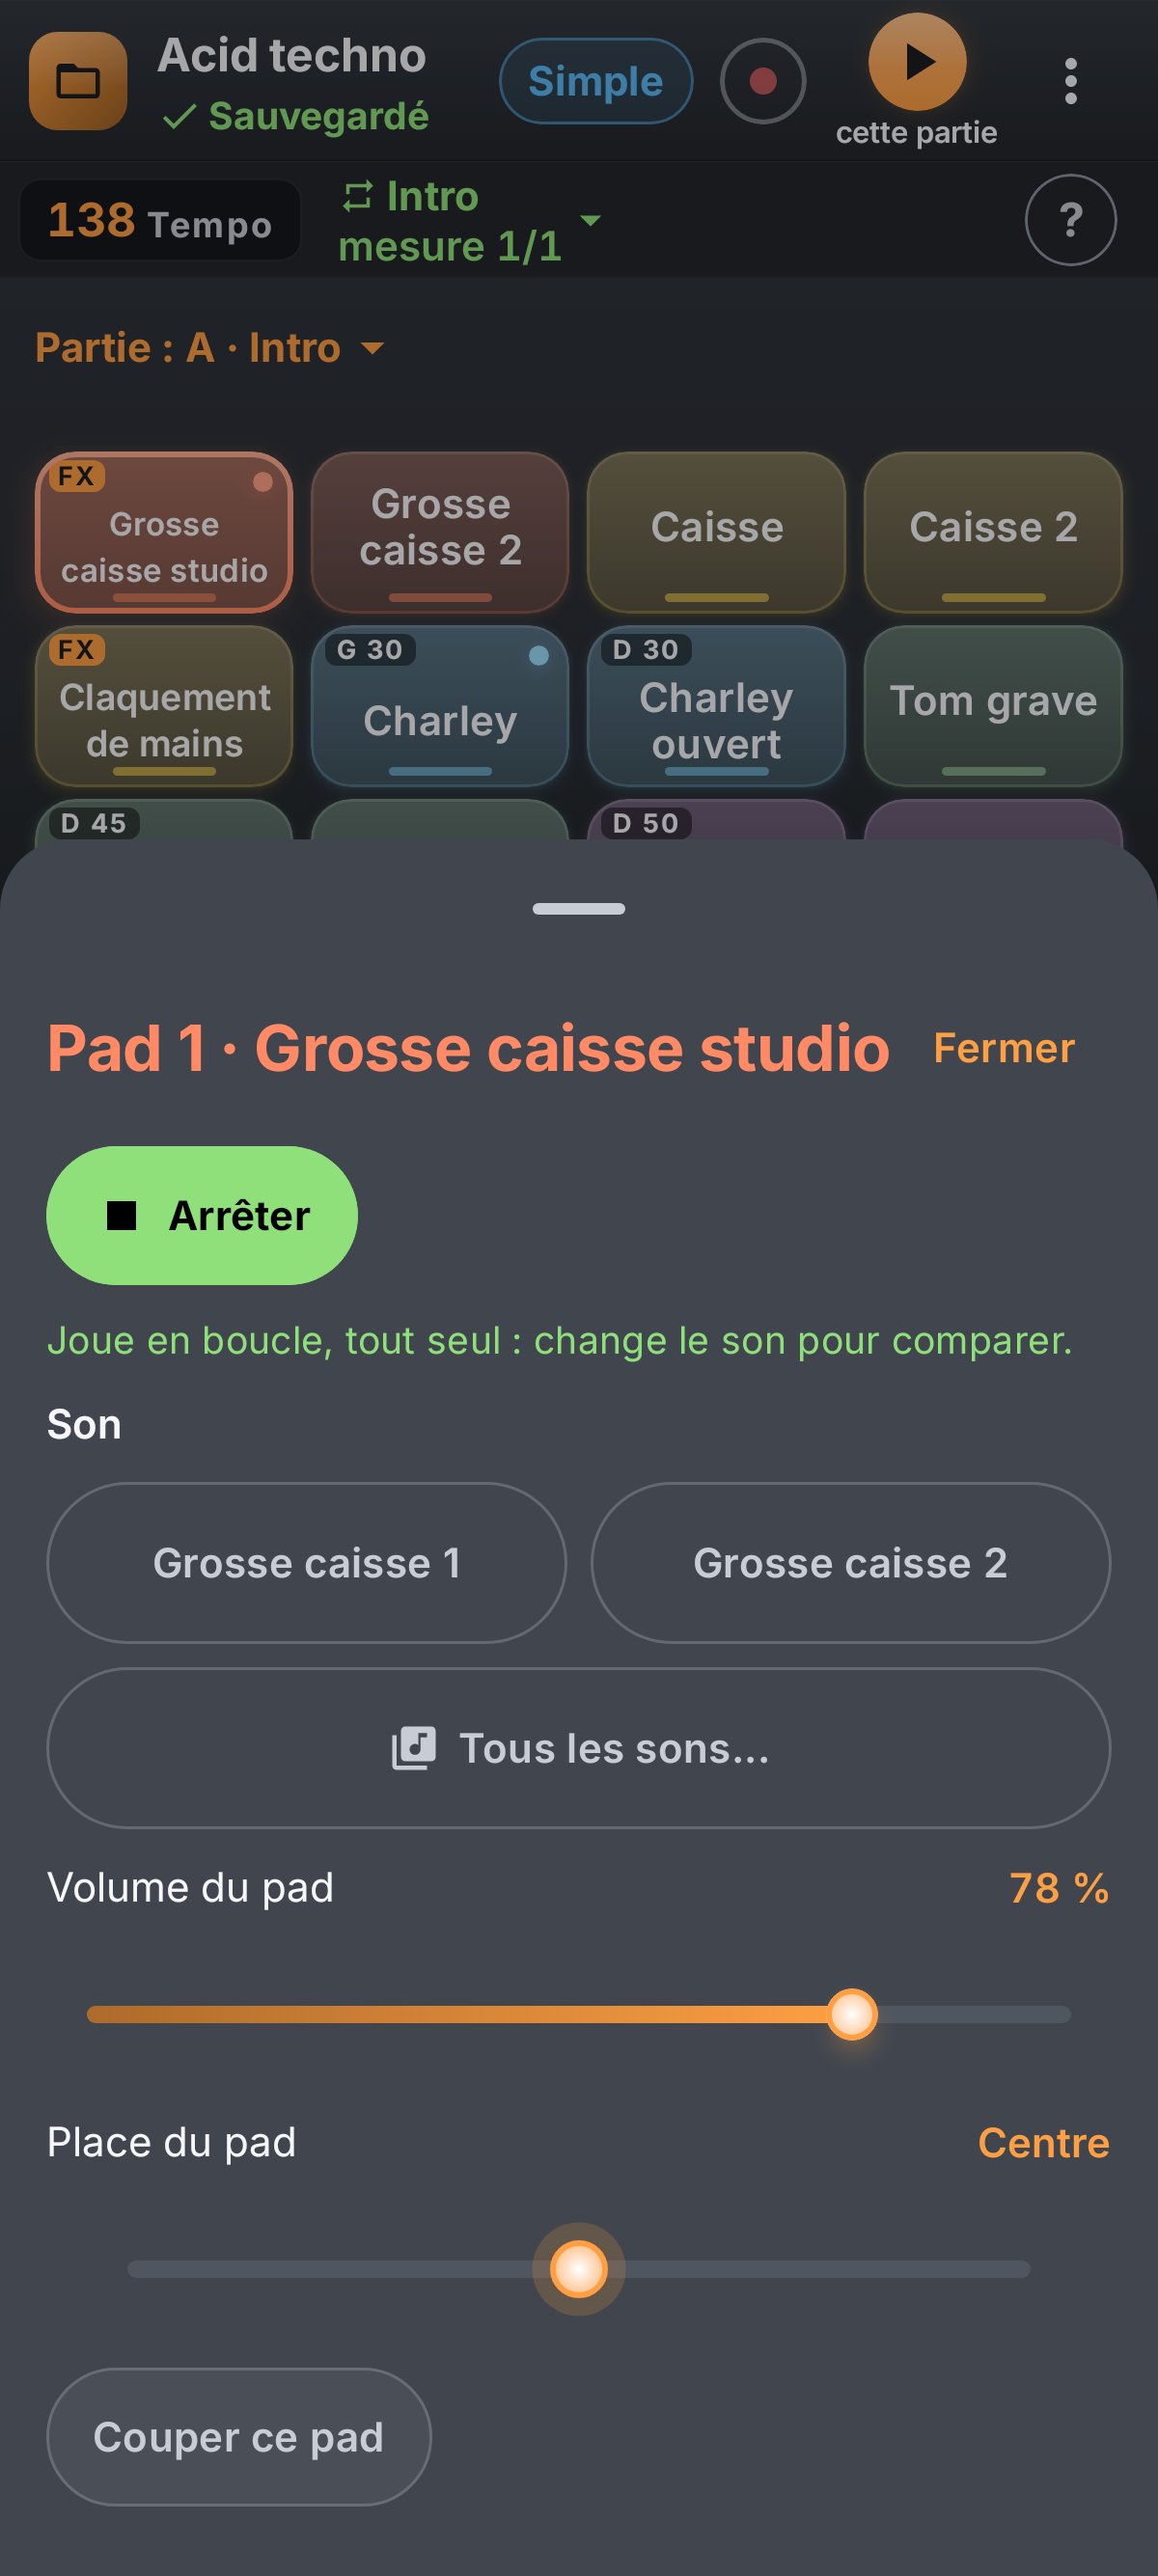 Acid techno
Sauvegardé
Simple
cette partie
138 Tempo
Intro
mesure 1/1
?
Partie : A · Intro
FX
Grosse
caisse studio
Grosse
caisse 2
Caisse
Caisse 2
FX
Claquement
de mains
G 30
Charley
D 30
Charley
ouvert
Tom grave
D 45
D 50
Pad 1 · Grosse caisse studio
Fermer
Arrêter
Joue en boucle, tout seul : change le son pour comparer.
Son
Grosse caisse 1
Grosse caisse 2
Tous les sons...
Volume du pad
78 %
Place du pad
Centre
Couper ce pad